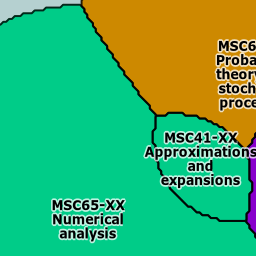 MSC6
Proba
theory
stoch
proce
MSC41-XX
Approximations
and
expansions
MSC65-XX
Numerical
analysis